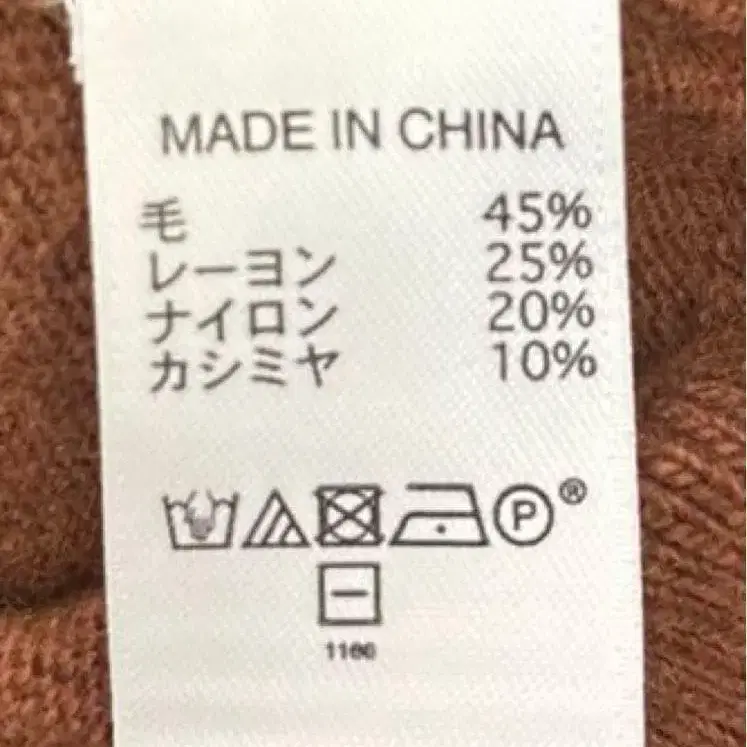 MADE IN CHINA
毛 45%
レーヨン 25%
ナイロン 20%
カシミヤ 10%
P ®